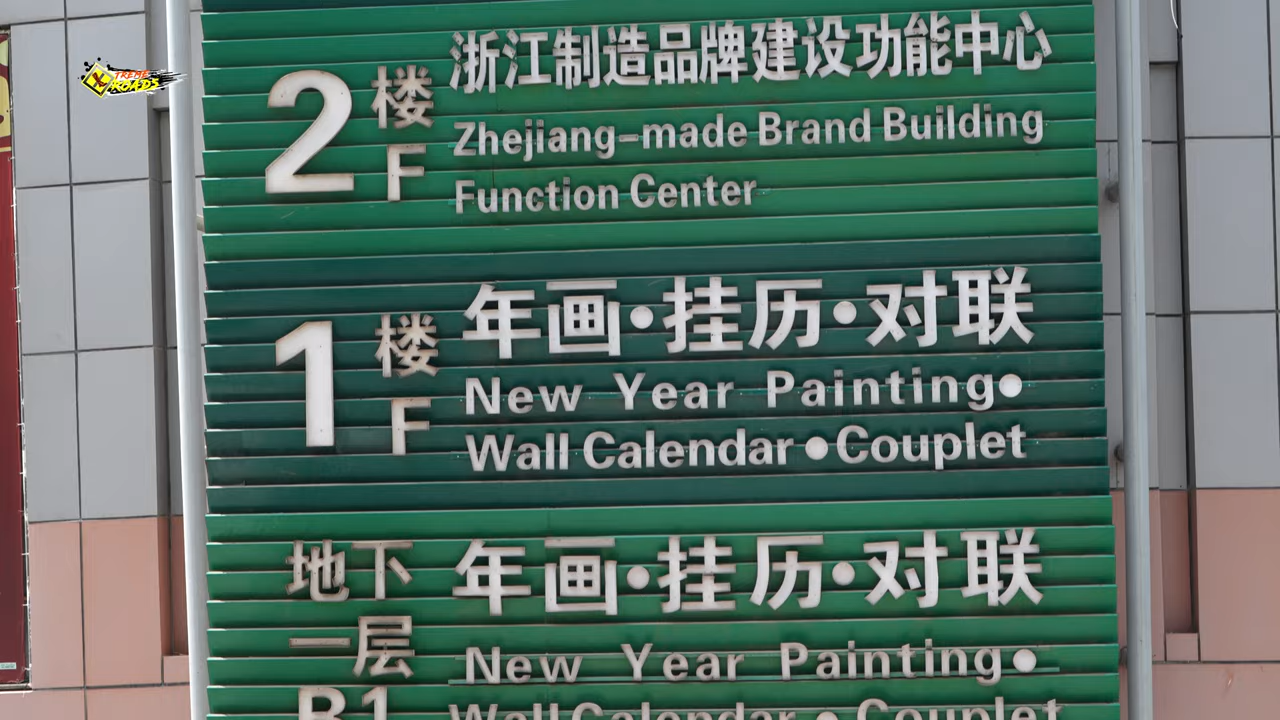 XTREME
ROADS
2楼
F
浙江制造品牌建设功能中心
Zhejiang-made Brand Building
Function Center
1楼
F
年画·挂历·对联
New Year Painting●
Wall Calendar ●Couplet
地下
一层
B1
年画·挂历·对联
New Year Painting●
Wall Calendar ● Couplet